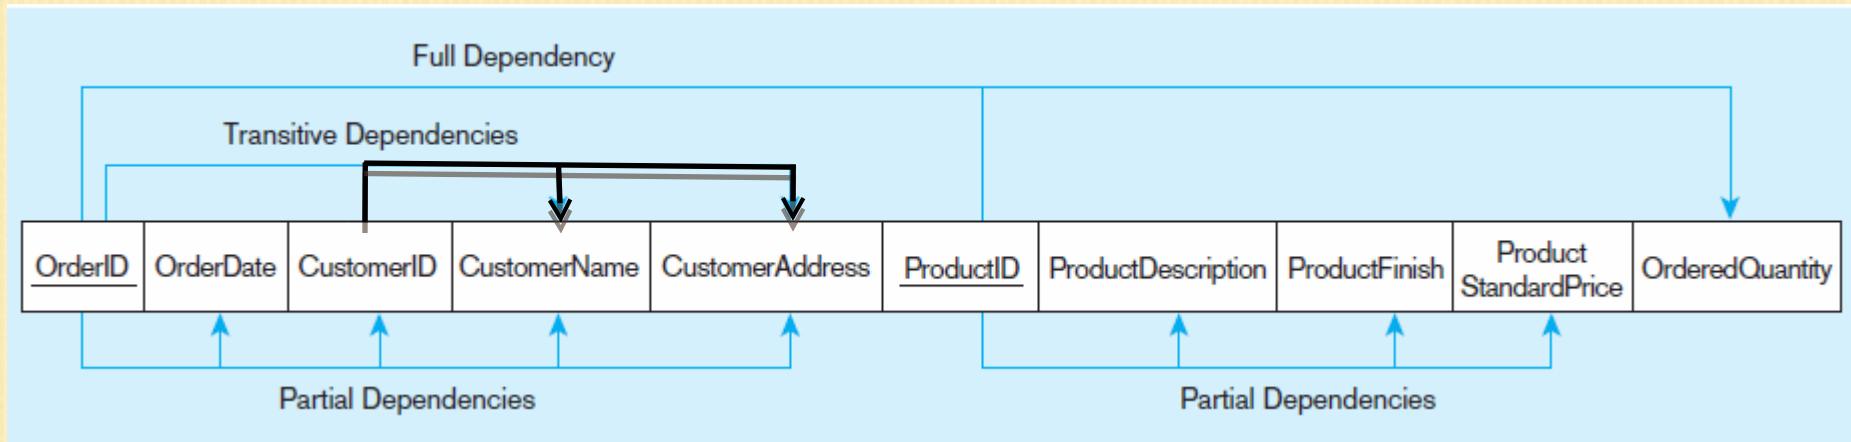 Full Dependency
Transitive Dependencies
OrderID OrderDate CustomerID CustomerName CustomerAddress ProductID ProductDescription ProductFinish Product StandardPrice OrderedQuantity
Partial Dependencies Partial Dependencies